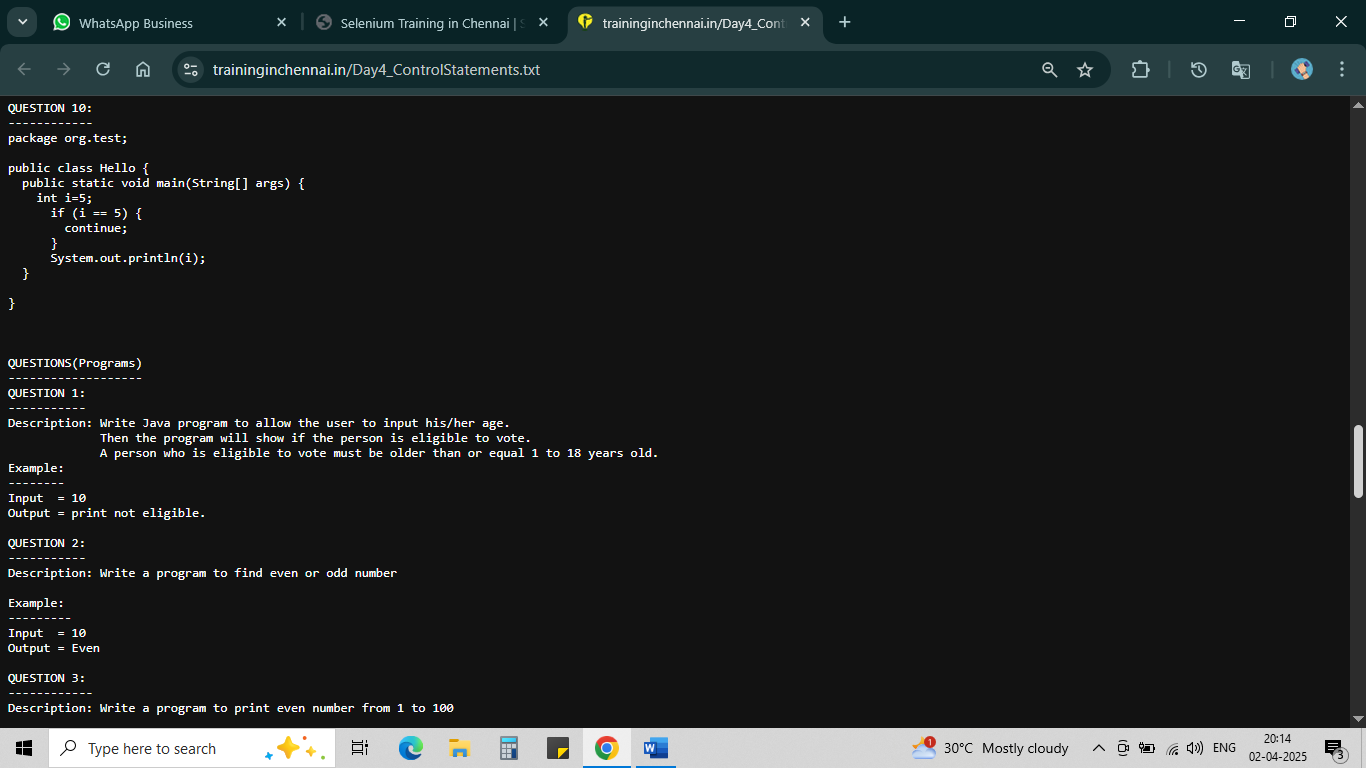 WhatsApp Business
Selenium Training in Chennai | S
traininginchennai.in/Day4_Cont
traininginchennai.in/Day4_ControlStatements.txt
QUESTION 10:
------------
package org.test;
public class Hello {
  public static void main(String[] args) {
    int i=5;
      if (i == 5) {
        continue;
      }
      System.out.println(i);
  }
}
QUESTIONS(Programs)
-------------------
QUESTION 1:
-----------
Description: Write Java program to allow the user to input his/her age.
             Then the program will show if the person is eligible to vote.
             A person who is eligible to vote must be older than or equal 1 to 18 years old.
Example:
--------
Input  = 10
Output = print not eligible.
QUESTION 2:
-----------
Description: Write a program to find even or odd number
Example:
---------
Input  = 10
Output = Even
QUESTION 3:
------------
Description: Write a program to print even number from 1 to 100
Type here to search
1
30°C Mostly cloudy
ENG
20:14
02-04-2025
3